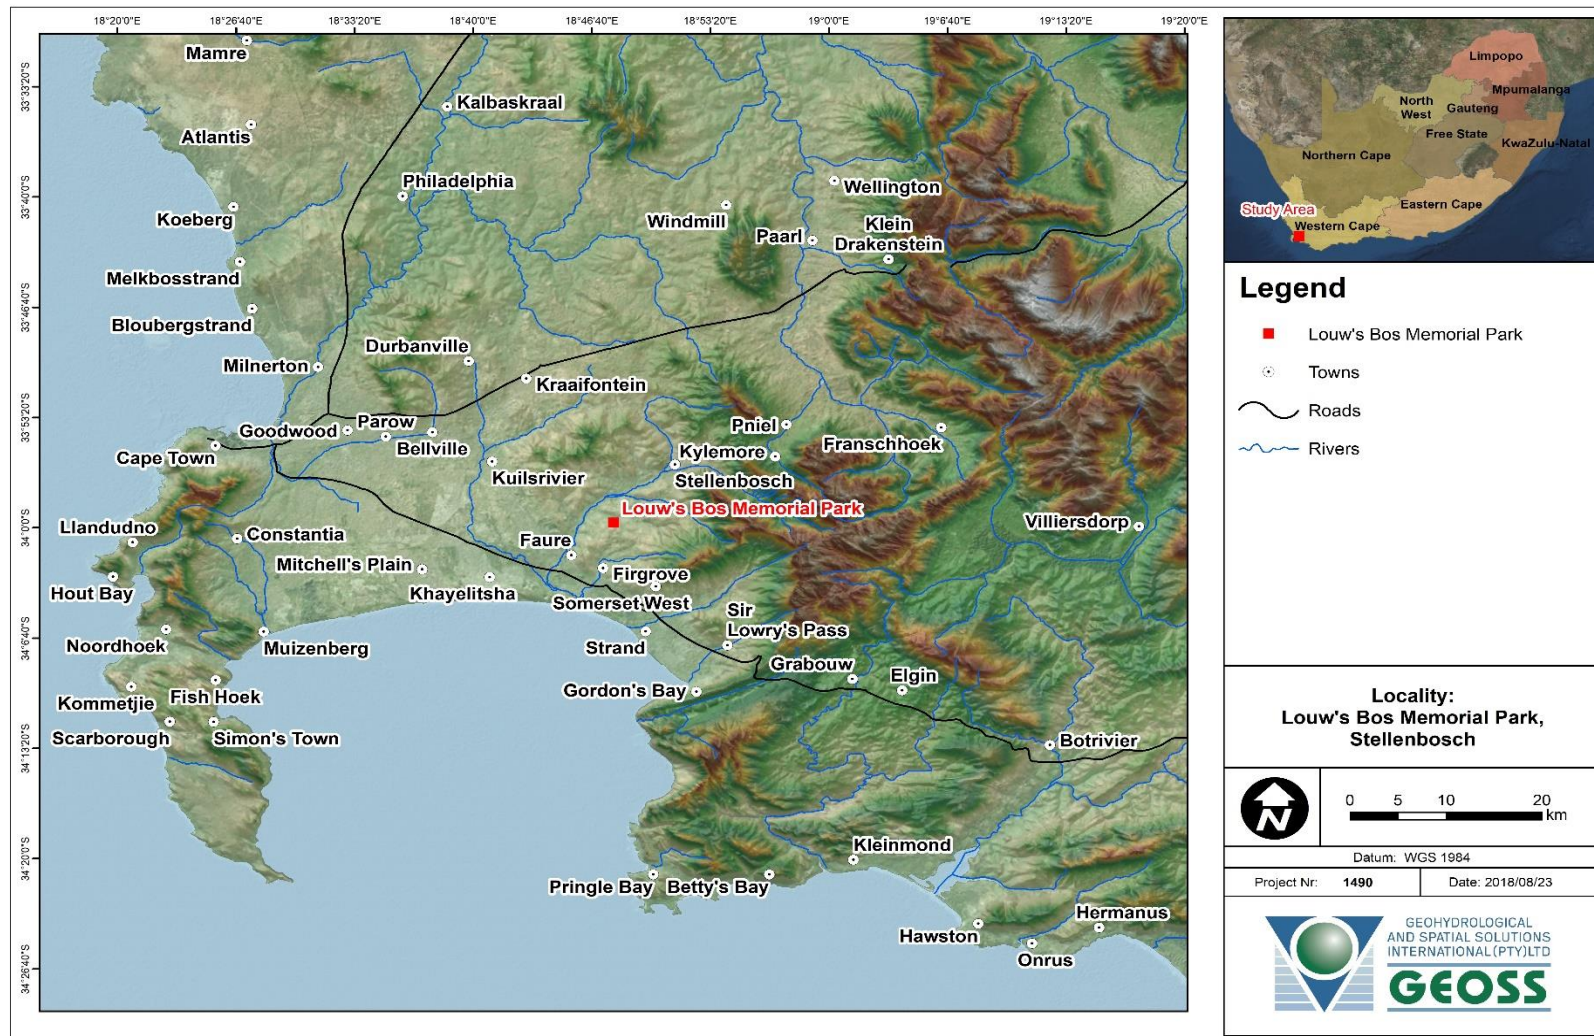 18°20'0"E
18°26'40"E
18°33'20"E
18°40'0"E
18°46'40"E
18°53'20"E
19°0'0"E
19°6'40"E
19°13'20"E
19°20'0"E
33°33'20"S
33°40'0"S
33°46'40"S
33°53'20"S
34°0'0"S
34°6'40"S
34°13'20"S
34°20'0"S
34°26'40"S
Mamre
Kalbaskraal
Atlantis
Philadelphia
Wellington
Koeberg
Windmill
Klein
Drakenstein
Paarl
Melkbosstrand
Bloubergstrand
Durbanville
Milnerton
Kraaifontein
Goodwood
Parow
Pniel
Franschhoek
Cape Town
Bellville
Kylemore
Kuilsrivier
Stellenbosch
Louw's Bos Memorial Park
Llandudno
Constantia
Villiersdorp
Faure
Mitchell's Plain
Firgrove
Hout Bay
Khayelitsha
Somerset West
Sir
Lowry's Pass
Noordhoek
Muizenberg
Strand
Grabouw
Elgin
Kommetjie
Fish Hoek
Gordon's Bay
Scarborough
Simon's Town
Botrivier
Kleinmond
Pringle Bay
Betty's Bay
Hermanus
Hawston
Onrus
Limpopo
Mpumalanga
North
West
Gauteng
Free State
KwaZulu-Natal
Northern Cape
Eastern Cape
Study Area
Western Cape
Legend
Louw's Bos Memorial Park
Towns
Roads
Rivers
Locality:
Louw's Bos Memorial Park,
Stellenbosch
N
0 5 10 20
km
Datum: WGS 1984
Project Nr: 1490
Date: 2018/08/23
GEOHYDROLOGICAL
AND SPATIAL SOLUTIONS
INTERNATIONAL(PTY)LTD
GEOSS